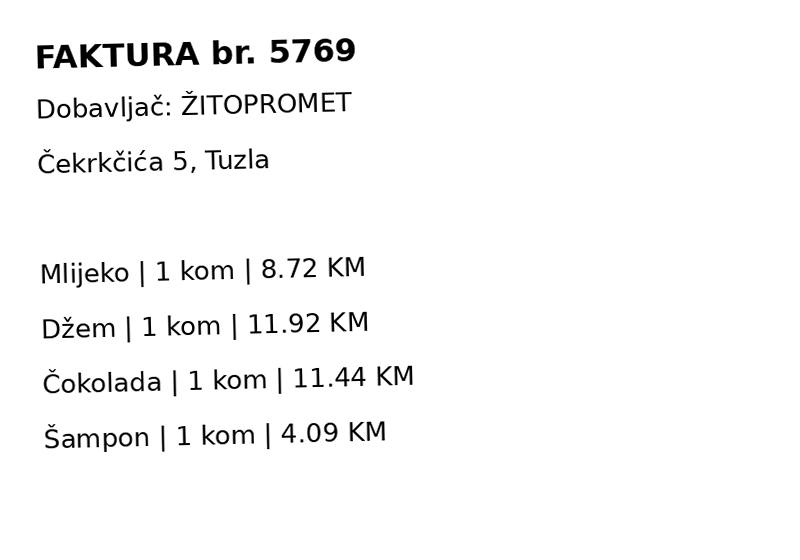 FAKTURA br. 5769
Dobavljač: ŽITOPROMET
Čekrkčića 5, Tuzla
Mlijeko | 1 kom | 8.72 KM
Džem | 1 kom | 11.92 KM
Čokolada | 1 kom | 11.44 KM
Šampon | 1 kom | 4.09 KM